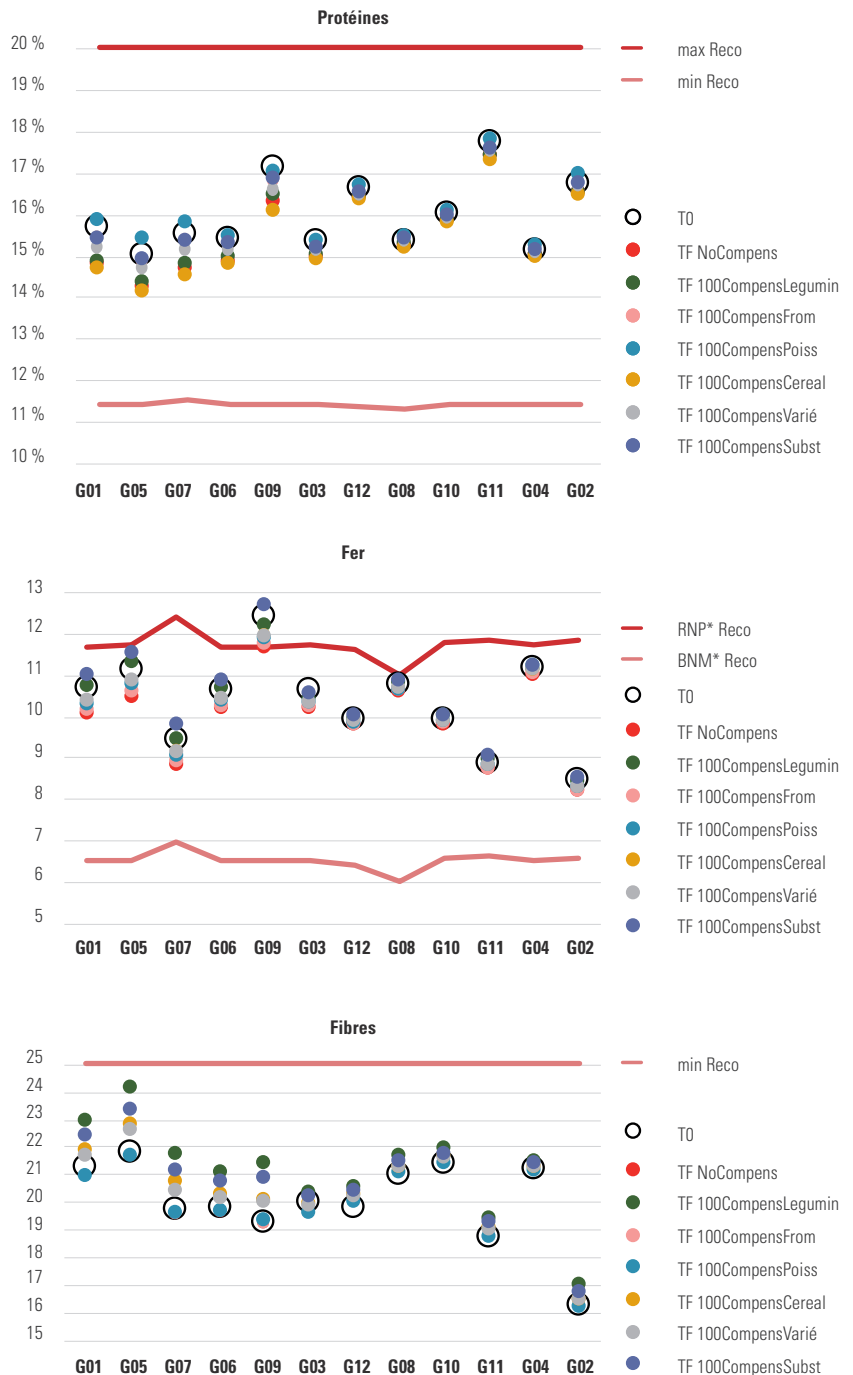 Protéines
20 %
19 %
18 %
17 %
16 %
15 %
14 %
13 %
12 %
11 %
10 %
G01 G05 G07 G06 G09 G03 G12 G08 G10 G11 G04 G02
max Reco
min Reco
T0
TF NoCompens
TF 100CompensLegumin
TF 100CompensFrom
TF 100CompensPoiss
TF 100CompensCereal
TF 100CompensVarié
TF 100CompensSubst
Fer
13
12
11
10
9
8
7
6
5
G01 G05 G07 G06 G09 G03 G12 G08 G10 G11 G04 G02
RNP* Reco
BNM* Reco
T0
TF NoCompens
TF 100CompensLegumin
TF 100CompensFrom
TF 100CompensPoiss
TF 100CompensCereal
TF 100CompensVarié
TF 100CompensSubst
Fibres
25
24
23
22
21
20
19
18
17
16
15
G01 G05 G07 G06 G09 G03 G12 G08 G10 G11 G04 G02
min Reco
T0
TF NoCompens
TF 100CompensLegumin
TF 100CompensFrom
TF 100CompensPoiss
TF 100CompensCereal
TF 100CompensVarié
TF 100CompensSubst